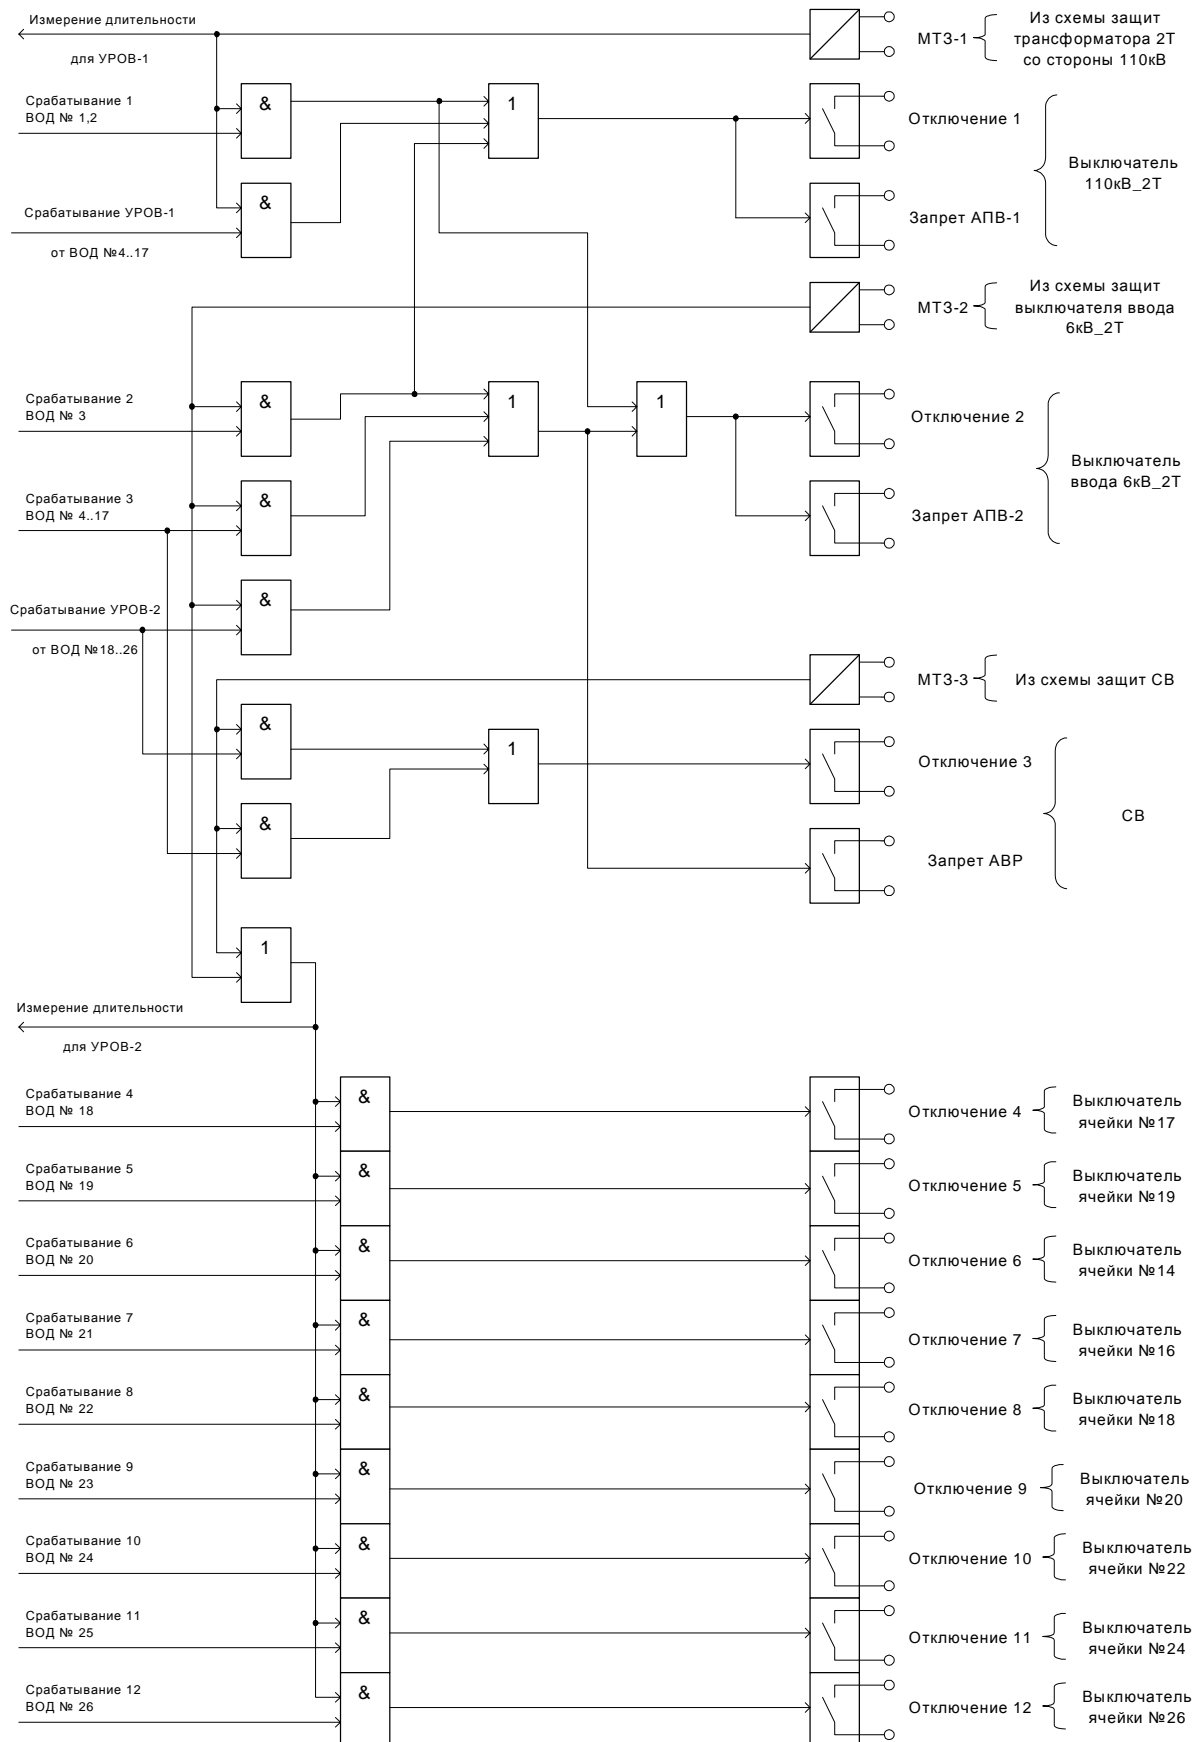 Измерение длительности
для УРОВ-1
МТЗ-1
Из схемы защит
трансформатора 2Т
со стороны 110кВ
Срабатывание 1
ВОД № 1,2
&
1
Отключение 1
Выключатель
110кВ_2Т
Срабатывание УРОВ-1
от ВОД №4..17
&
Запрет АПВ-1
МТЗ-2
Из схемы защит
выключателя ввода
6кВ_2Т
Срабатывание 2
ВОД № 3
&
1
1
Отключение 2
Выключатель
ввода 6кВ_2Т
Срабатывание 3
ВОД № 4..17
&
Запрет АПВ-2
Срабатывание УРОВ-2
от ВОД №18..26
&
МТЗ-3
Из схемы защит СВ
&
1
Отключение 3
СВ
&
Запрет АВР
1
Измерение длительности
для УРОВ-2
Срабатывание 4
ВОД № 18
&
Отключение 4
Выключатель
ячейки №17
Срабатывание 5
ВОД № 19
&
Отключение 5
Выключатель
ячейки №19
Срабатывание 6
ВОД № 20
&
Отключение 6
Выключатель
ячейки №14
Срабатывание 7
ВОД № 21
&
Отключение 7
Выключатель
ячейки №16
Срабатывание 8
ВОД № 22
&
Отключение 8
Выключатель
ячейки №18
Срабатывание 9
ВОД № 23
&
Отключение 9
Выключатель
ячейки №20
Срабатывание 10
ВОД № 24
&
Отключение 10
Выключатель
ячейки №22
Срабатывание 11
ВОД № 25
&
Отключение 11
Выключатель
ячейки №24
Срабатывание 12
ВОД № 26
&
Отключение 12
Выключатель
ячейки №26